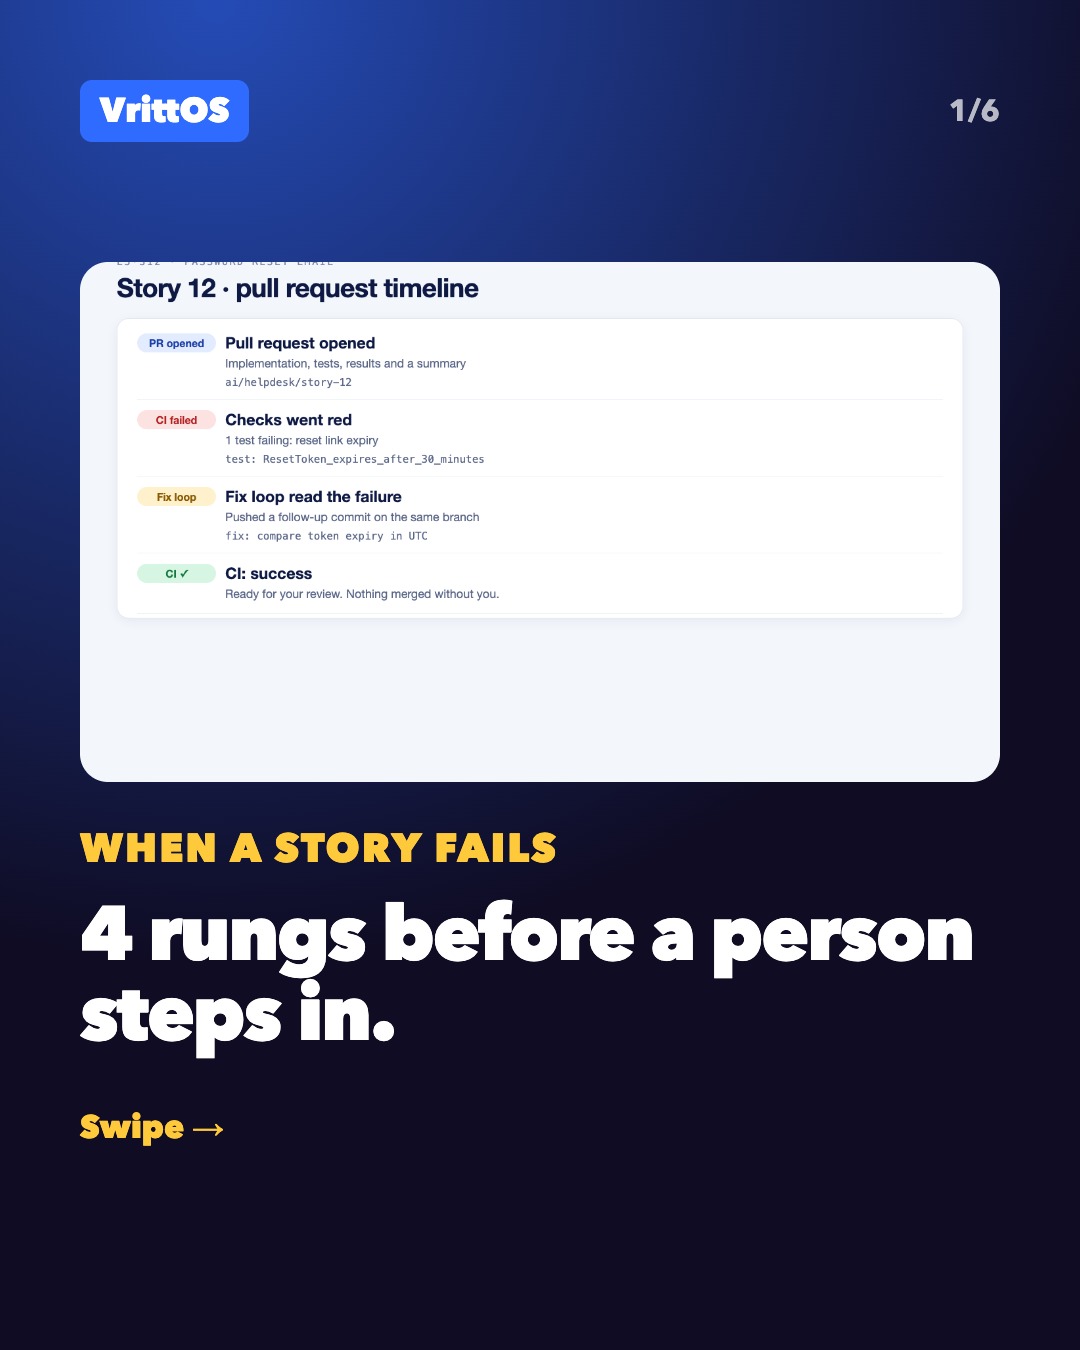 VrittOS
1/6
Story 12 · pull request timeline
PR opened
Pull request opened
Implementation, tests, results and a summary
ai/helpdesk/story-12
CI failed
Checks went red
1 test failing: reset link expiry
test: ResetToken_expires_after_30_minutes
Fix loop
Fix loop read the failure
Pushed a follow-up commit on the same branch
fix: compare token expiry in UTC
CI ✓
CI: success
Ready for your review. Nothing merged without you.
WHEN A STORY FAILS
4 rungs before a person
steps in.
Swipe →